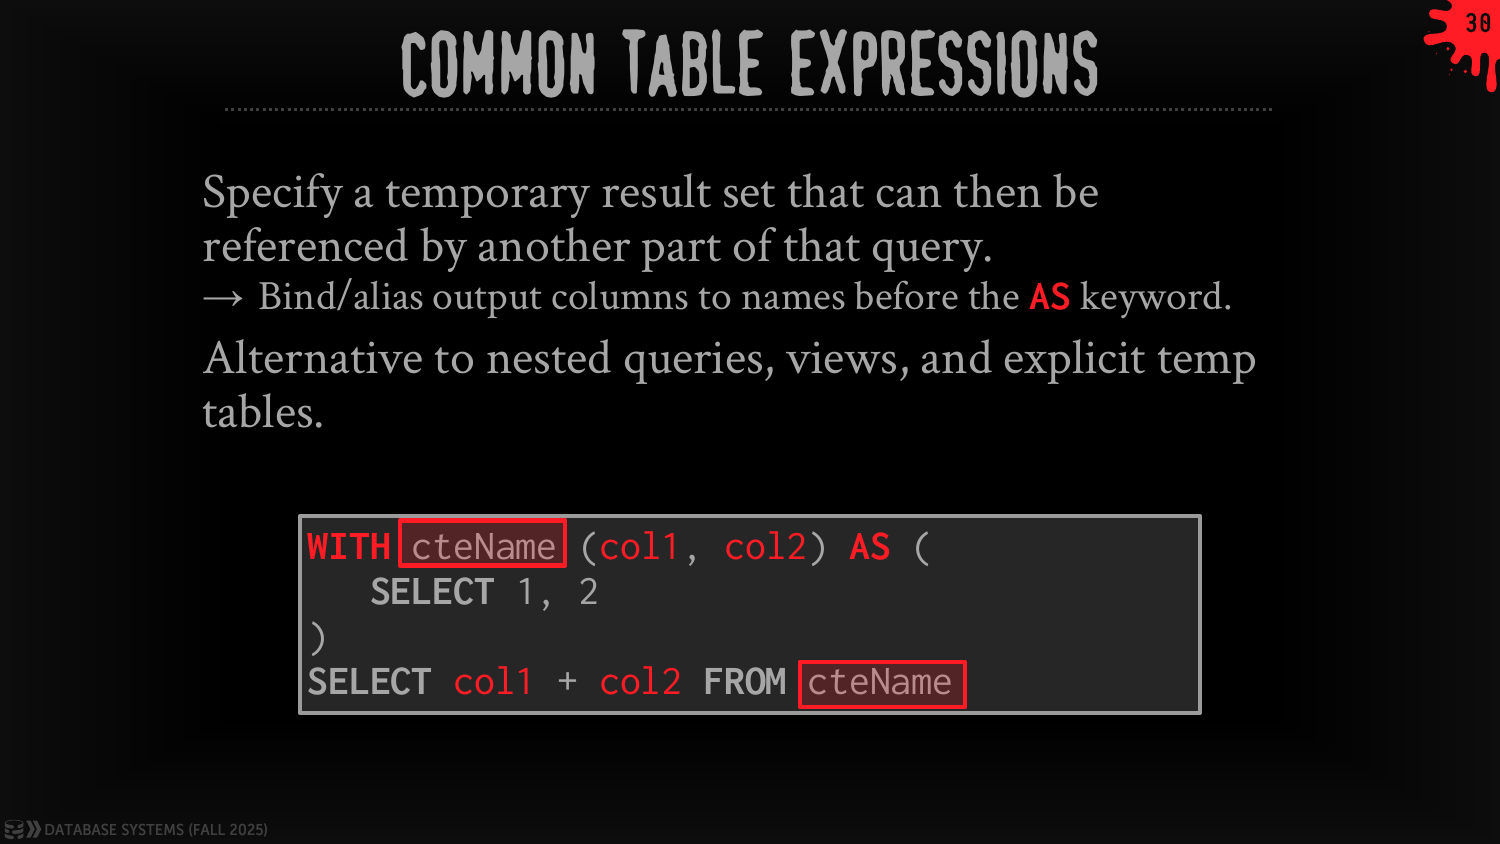 30
COMMON TABLE EXPRESSIONS
Specify a temporary result set that can then be
referenced by another part of that query.
→ Bind/alias output columns to names before the AS keyword.
Alternative to nested queries, views, and explicit temp
tables.
WITH cteName (col1, col2) AS (
   SELECT 1, 2
)
SELECT col1 + col2 FROM cteName
DATABASE SYSTEMS (FALL 2025)